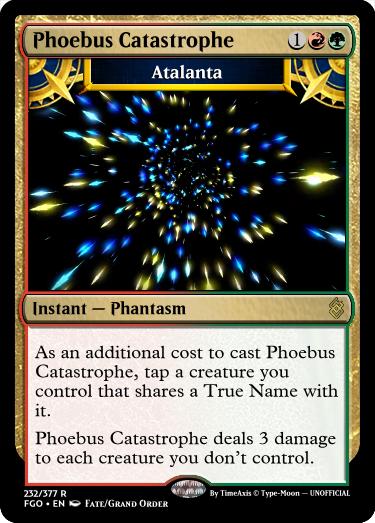 Phoebus Catastrophe 1
Atalanta
Instant — Phantasm
As an additional cost to cast Phoebus
Catastrophe, tap a creature you
control that shares a True Name with
it.
Phoebus Catastrophe deals 3 damage
to each creature you don't control.
232/377 R
FGO • EN Fate/Grand Order
By TimeAxis © Type-Moon — UNOFFICIAL